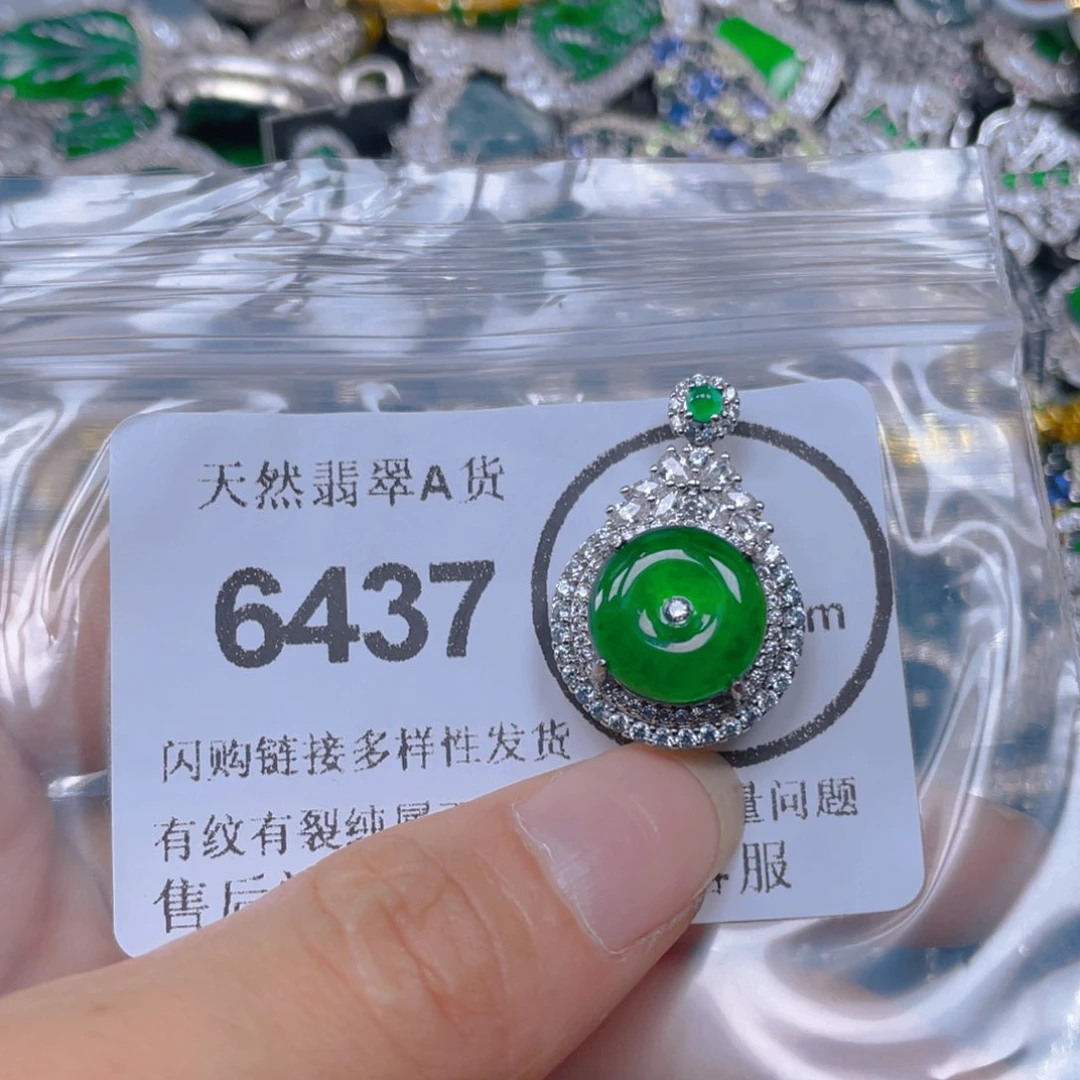 天然翡翠A货
6437
m
闪购链接多样性发货
有纹有裂纯属 量问题
售后 服